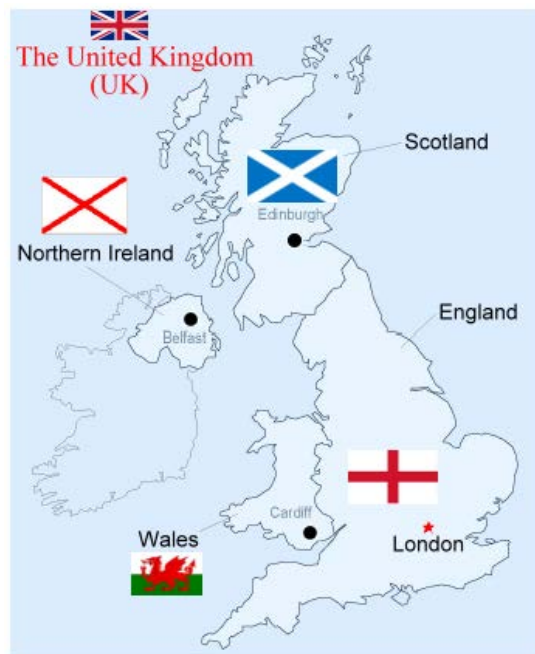 The United Kingdom
(UK)
Scotland
Edinburgh
Northern Ireland
England
Belfast
Cardiff
Wales
London